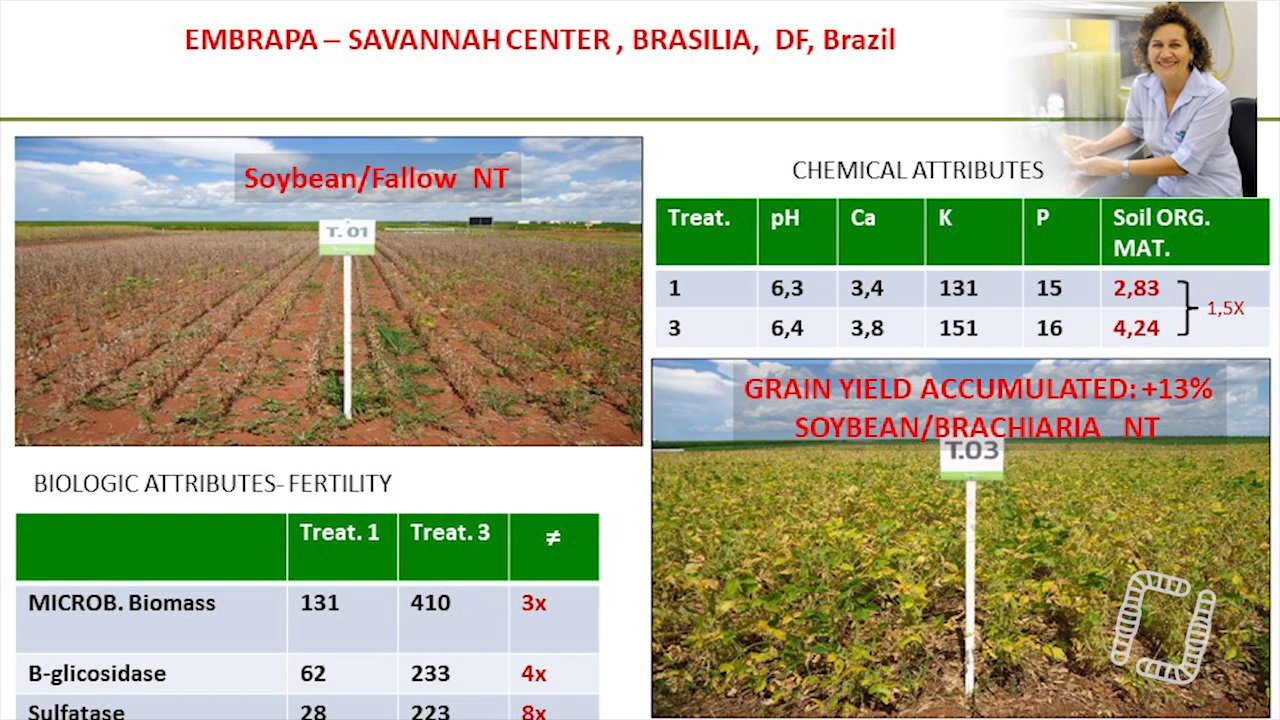 EMBRAPA – SAVANNAH CENTER , BRASILIA, DF, Brazil
Soybean/Fallow NT
T. 01
CHEMICAL ATTRIBUTES
Treat. pH Ca K P Soil ORG. MAT.
1 6,3 3,4 131 15 2,83
3 6,4 3,8 151 16 4,24
1,5X
GRAIN YIELD ACCUMULATED: +13%
SOYBEAN/BRACHIARIA NT
T.03
BIOLOGIC ATTRIBUTES- FERTILITY
Treat. 1 Treat. 3 ≠
MICROB. Biomass 131 410 3x
B-glicosidase 62 233 4x
Sulfatase 28 223 8x